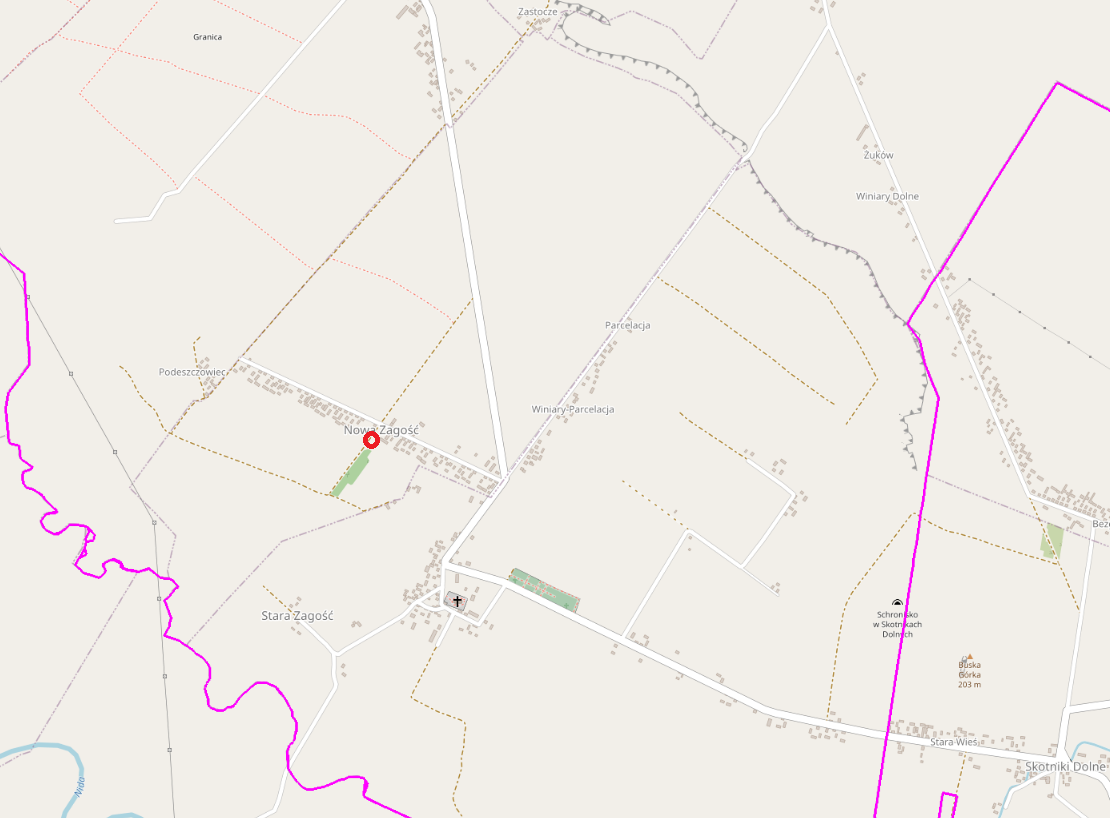 Zastocze
Granica
Żuków
Winiary Dolne
Parcelacja
Podeszczowiec
Winiary-Parcelacja
Nowa Zagość
Stara Zagość
Schronisko
w Skotnikach
Dolnych
Buska
Górka
203 m
Stara Wieś
Skotniki Dolne
Nida